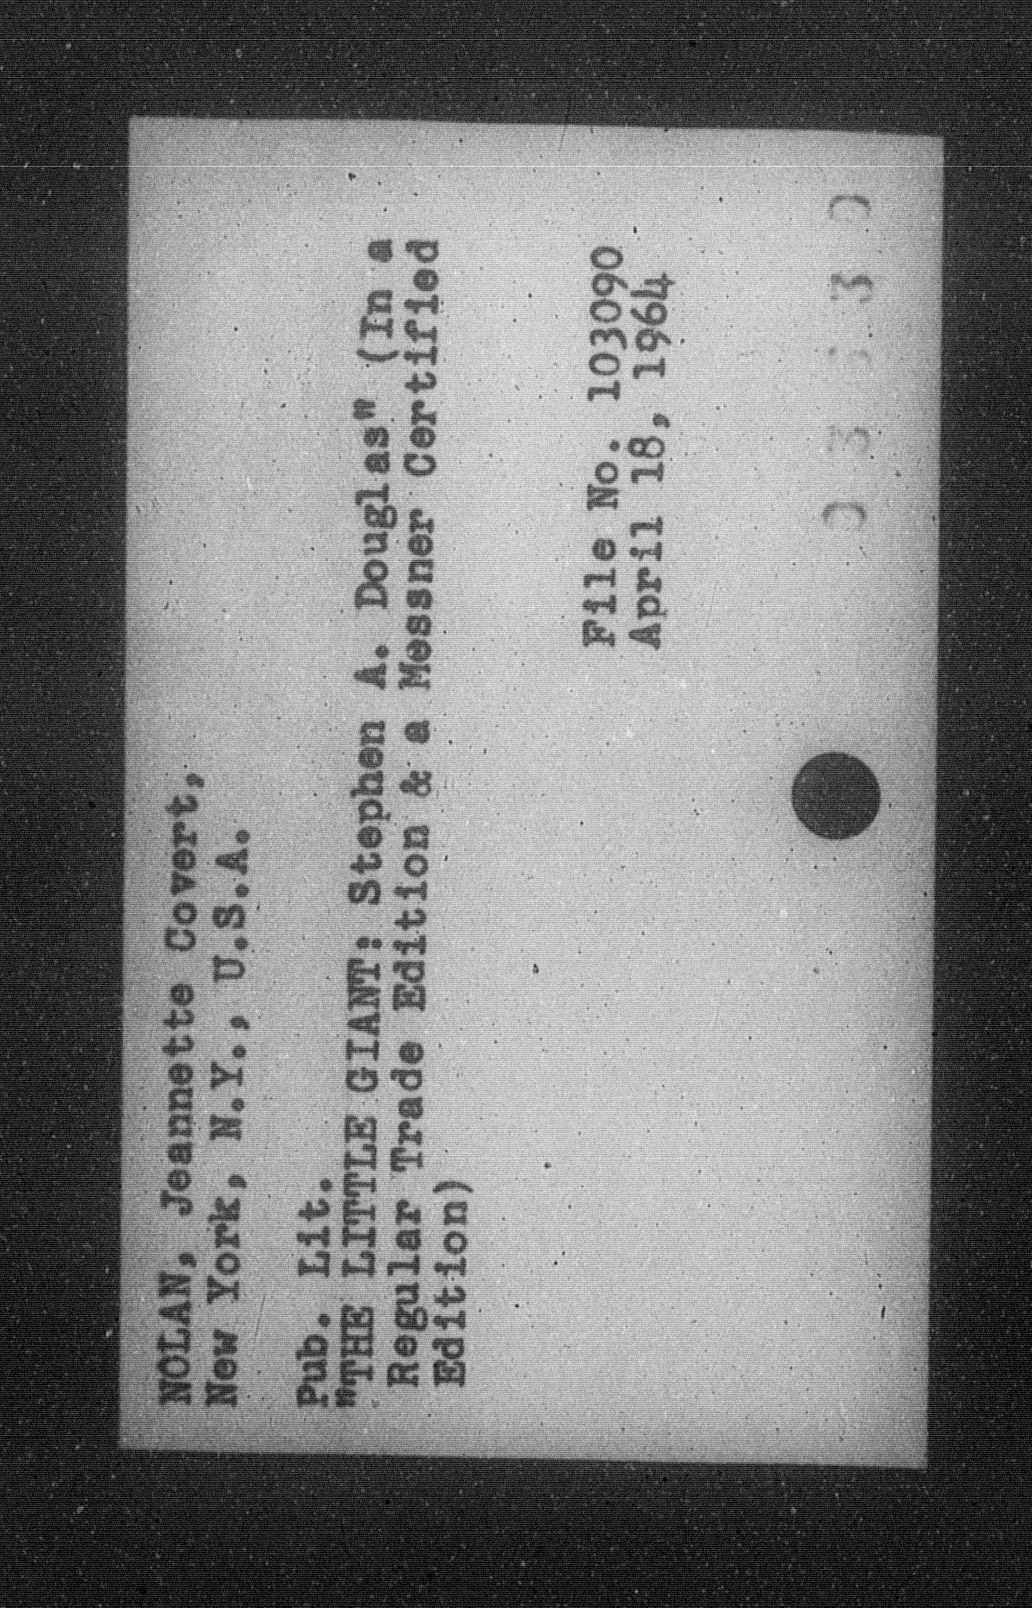 NOLAN, Jeannette Covert,
New York, N.Y., U.S.A.
Pub. Lit.
"THE LITTLE GIANT: Stephen A. Douglas" (In a
Regular Trade Edition & a Messner Certified
Edition)
File No. 103090
April 18, 1964